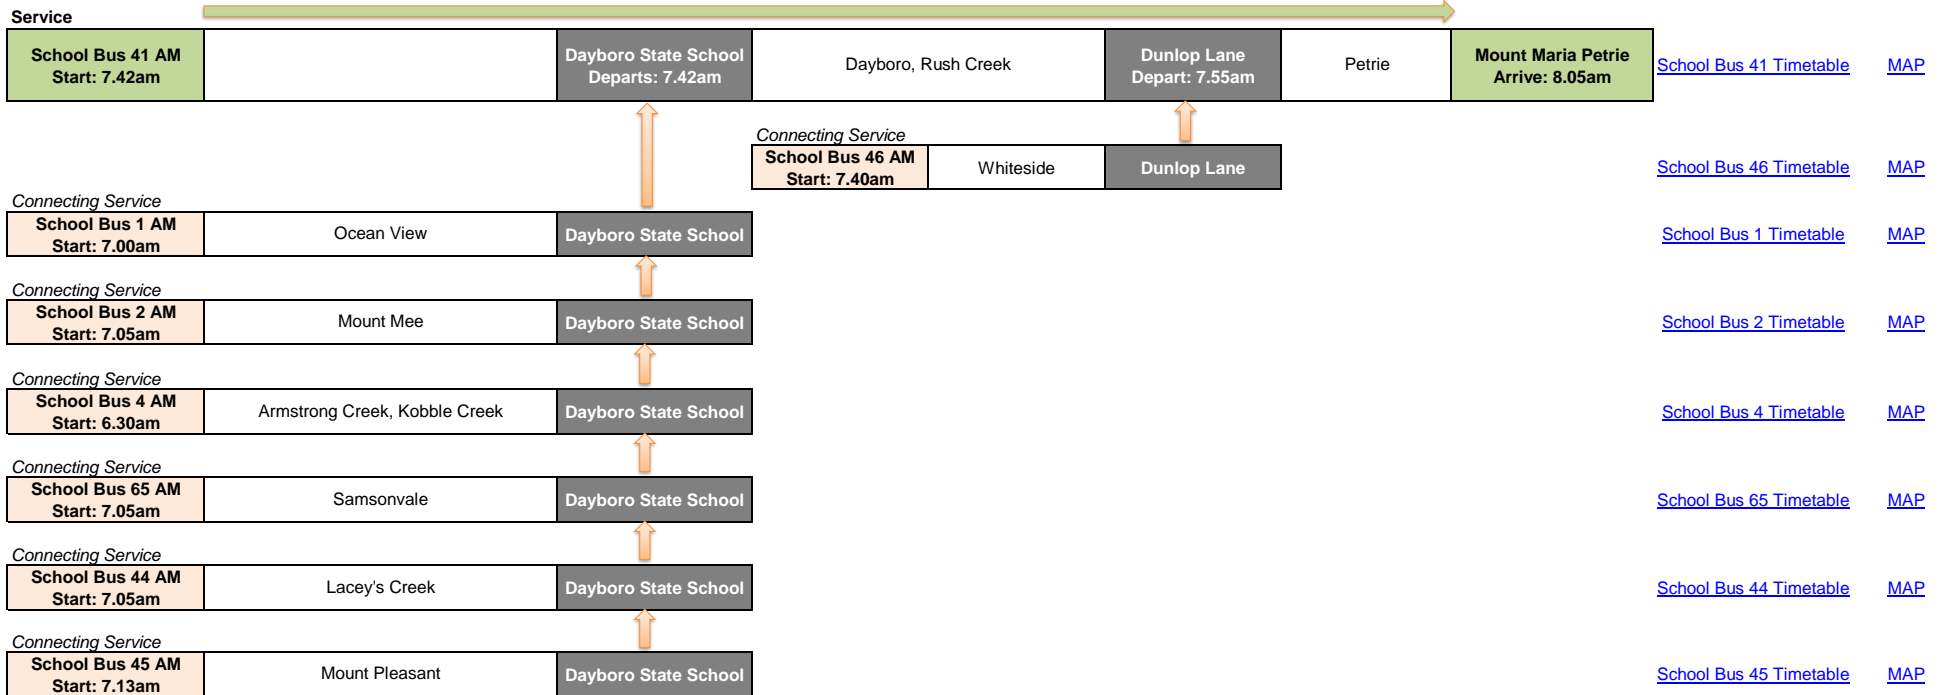 Service
School Bus 41 AM
Start: 7.42am
Dayboro State School
Departs: 7.42am
Dayboro, Rush Creek
Dunlop Lane
Depart: 7.55am
Petrie
Mount Maria Petrie
Arrive: 8.05am
School Bus 41 Timetable
MAP
Connecting Service
School Bus 46 AM
Start: 7.40am
Whiteside
Dunlop Lane
School Bus 46 Timetable
MAP
Connecting Service
School Bus 1 AM
Start: 7.00am
Ocean View
Dayboro State School
School Bus 1 Timetable
MAP
Connecting Service
School Bus 2 AM
Start: 7.05am
Mount Mee
Dayboro State School
School Bus 2 Timetable
MAP
Connecting Service
School Bus 4 AM
Start: 6.30am
Armstrong Creek, Kobble Creek
Dayboro State School
School Bus 4 Timetable
MAP
Connecting Service
School Bus 65 AM
Start: 7.05am
Samsonvale
Dayboro State School
School Bus 65 Timetable
MAP
Connecting Service
School Bus 44 AM
Start: 7.05am
Lacey's Creek
Dayboro State School
School Bus 44 Timetable
MAP
Connecting Service
School Bus 45 AM
Start: 7.13am
Mount Pleasant
Dayboro State School
School Bus 45 Timetable
MAP